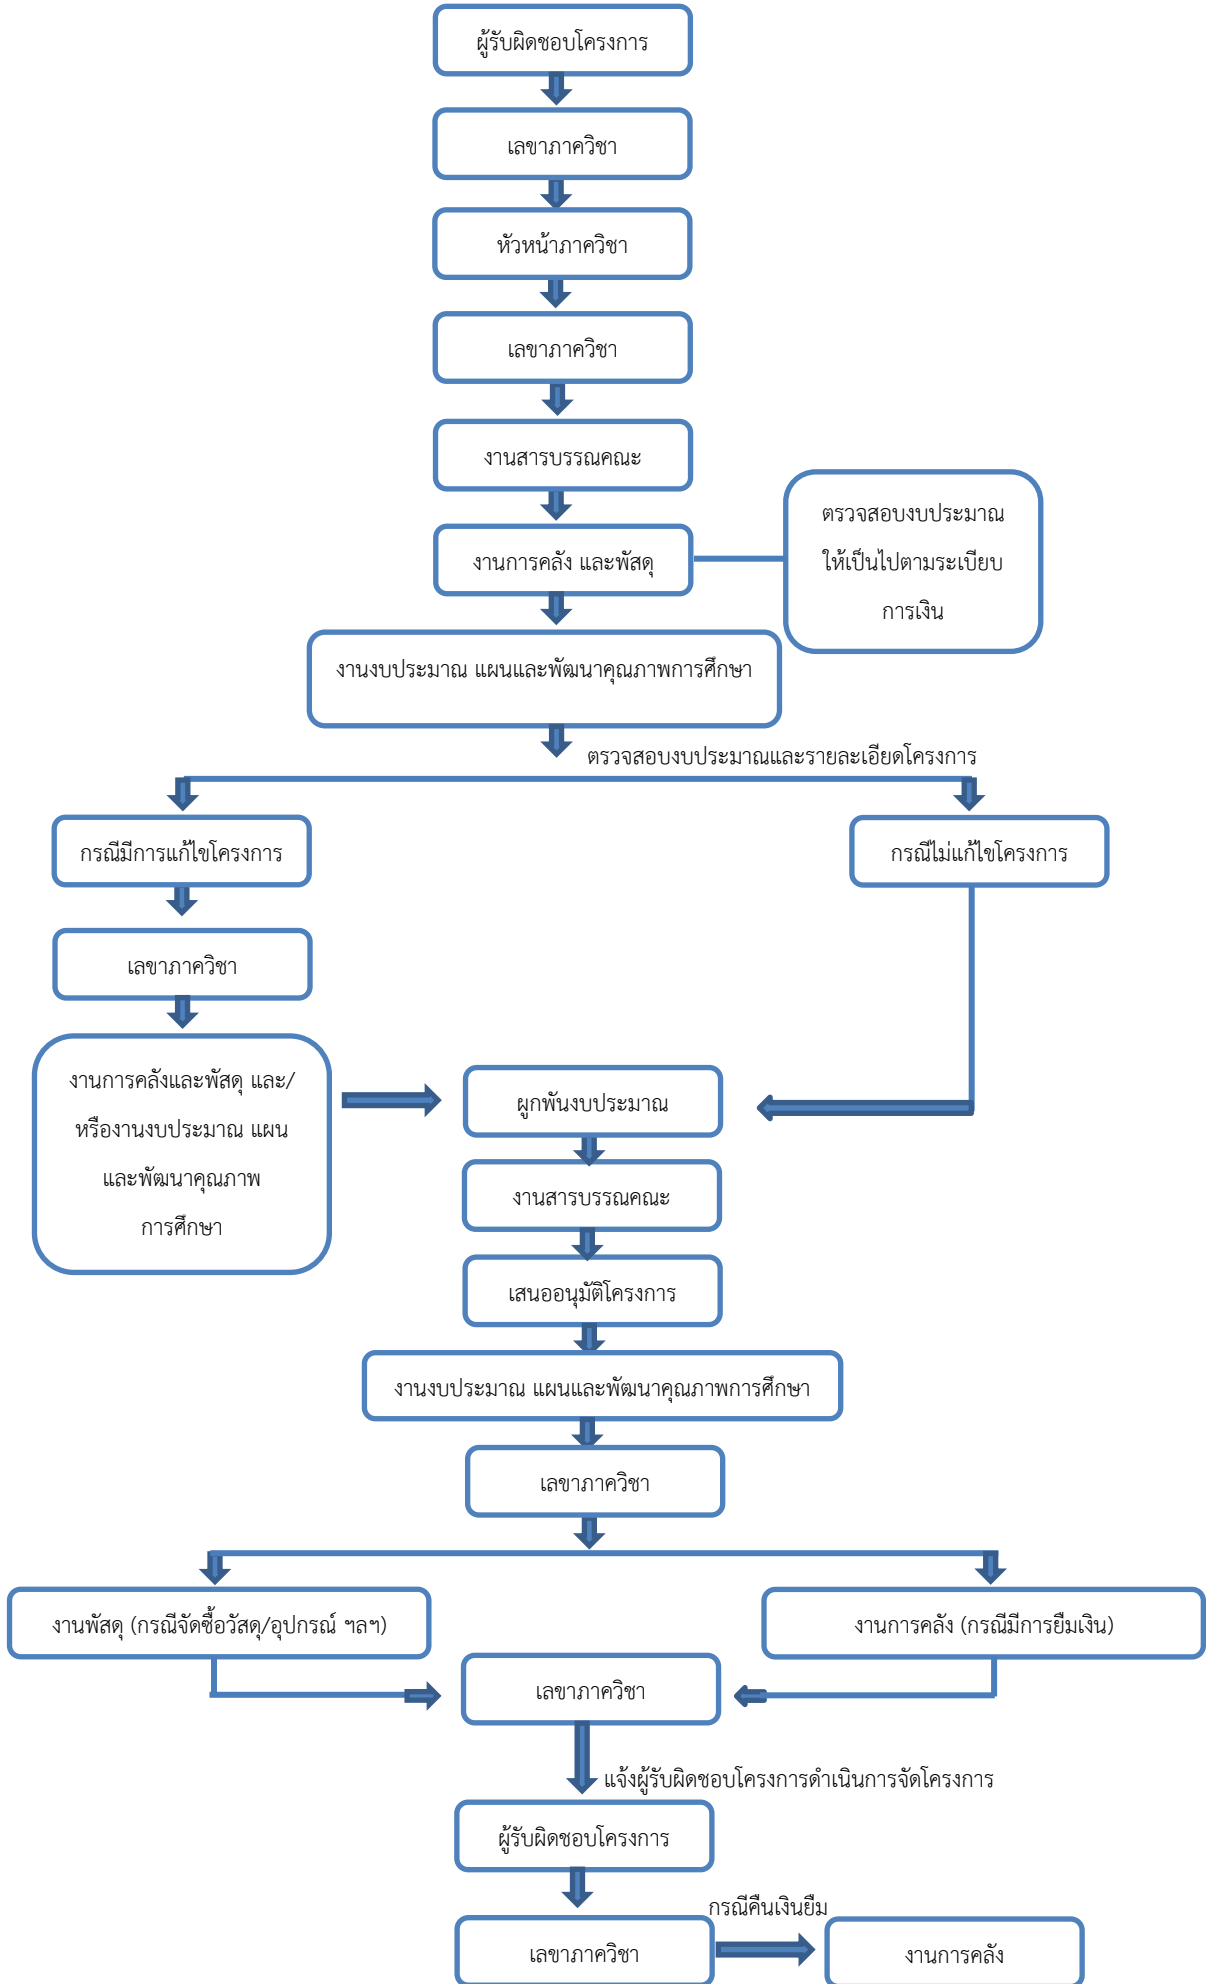 ผู้รับผิดชอบโครงการ
เลขาภาควิชา
หัวหน้าภาควิชา
เลขาภาควิชา
งานสารบรรณคณะ
งานการคลัง และพัสดุ
ตรวจสอบงบประมาณ
ให้เป็นไปตามระเบียบ
การเงิน
งานงบประมาณ แผนและพัฒนาคุณภาพการศึกษา
ตรวจสอบงบประมาณและรายละเอียดโครงการ
กรณีมีการแก้ไขโครงการ
กรณีไม่แก้ไขโครงการ
เลขาภาควิชา
งานการคลังและพัสดุ และ/
หรืองานงบประมาณ แผน
และพัฒนาคุณภาพ
การศึกษา
ผูกพันงบประมาณ
งานสารบรรณคณะ
เสนออนุมัติโครงการ
งานงบประมาณ แผนและพัฒนาคุณภาพการศึกษา
เลขาภาควิชา
งานพัสดุ (กรณีจัดซื้อวัสดุ/อุปกรณ์ ฯลฯ)
งานการคลัง (กรณีมีการยืมเงิน)
เลขาภาควิชา
แจ้งผู้รับผิดชอบโครงการดำเนินการจัดโครงการ
ผู้รับผิดชอบโครงการ
กรณีคืนเงินยืม
เลขาภาควิชา
งานการคลัง